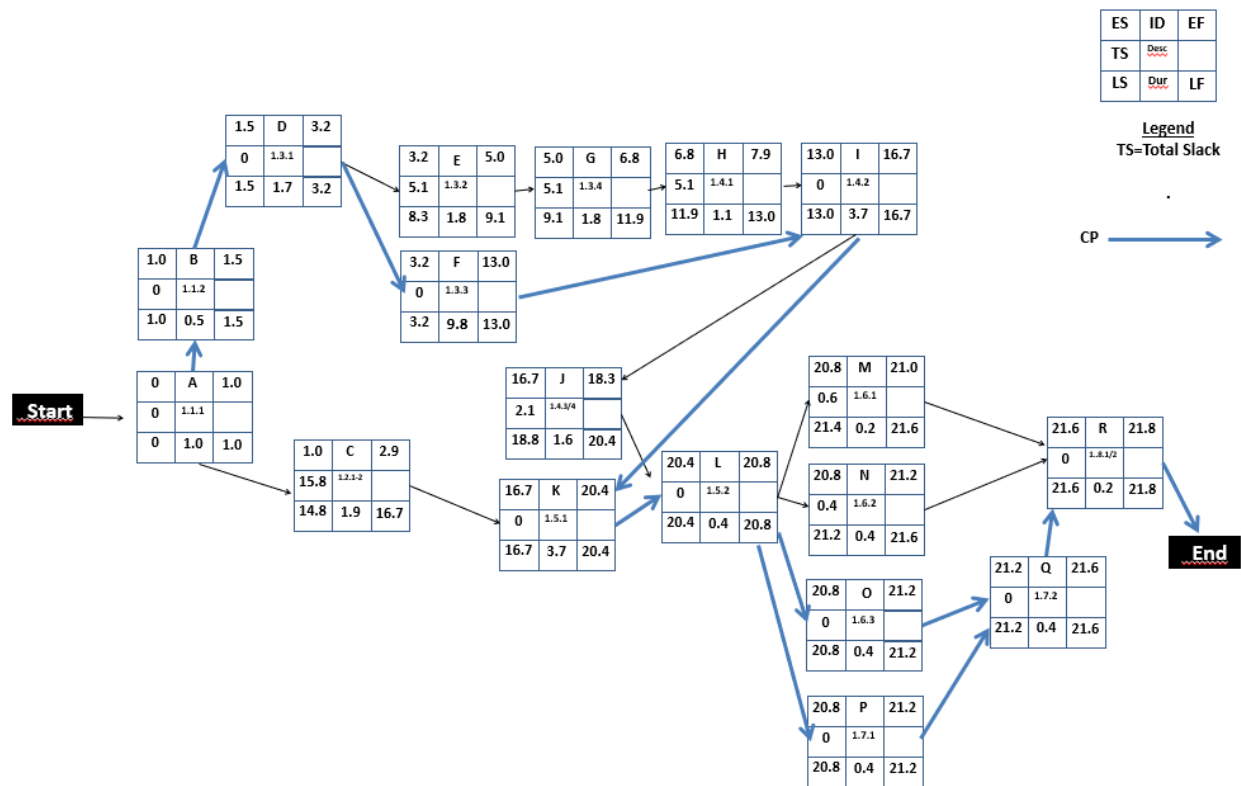 ES ID EF
TS Desc
LS Dur LF
Legend
TS=Total Slack
.
CP
1.5 D 3.2
0 1.3.1
1.5 1.7 3.2
3.2 E 5.0
5.1 1.3.2
8.3 1.8 9.1
5.0 G 6.8
5.1 1.3.4
9.1 1.8 11.9
6.8 H 7.9
5.1 1.4.1
11.9 1.1 13.0
13.0 I 16.7
0 1.4.2
13.0 3.7 16.7
1.0 B 1.5
0 1.1.2
1.0 0.5 1.5
3.2 F 13.0
0 1.3.3
3.2 9.8 13.0
Start
0 A 1.0
0 1.1.1
0 1.0 1.0
16.7 J 18.3
2.1 1.4.3/4
18.8 1.6 20.4
20.8 M 21.0
0.6 1.6.1
21.4 0.2 21.6
1.0 C 2.9
15.8 1.2.1-2
14.8 1.9 16.7
16.7 K 20.4
0 1.5.1
16.7 3.7 20.4
20.4 L 20.8
0 1.5.2
20.4 0.4 20.8
20.8 N 21.2
0.4 1.6.2
21.2 0.4 21.6
21.6 R 21.8
0 1..8.1/2
21.6 0.2 21.8
End
20.8 O 21.2
0 1.6.3
20.8 0.4 21.2
21.2 Q 21.6
0 1.7.2
21.2 0.4 21.6
20.8 P 21.2
0 1.7.1
20.8 0.4 21.2